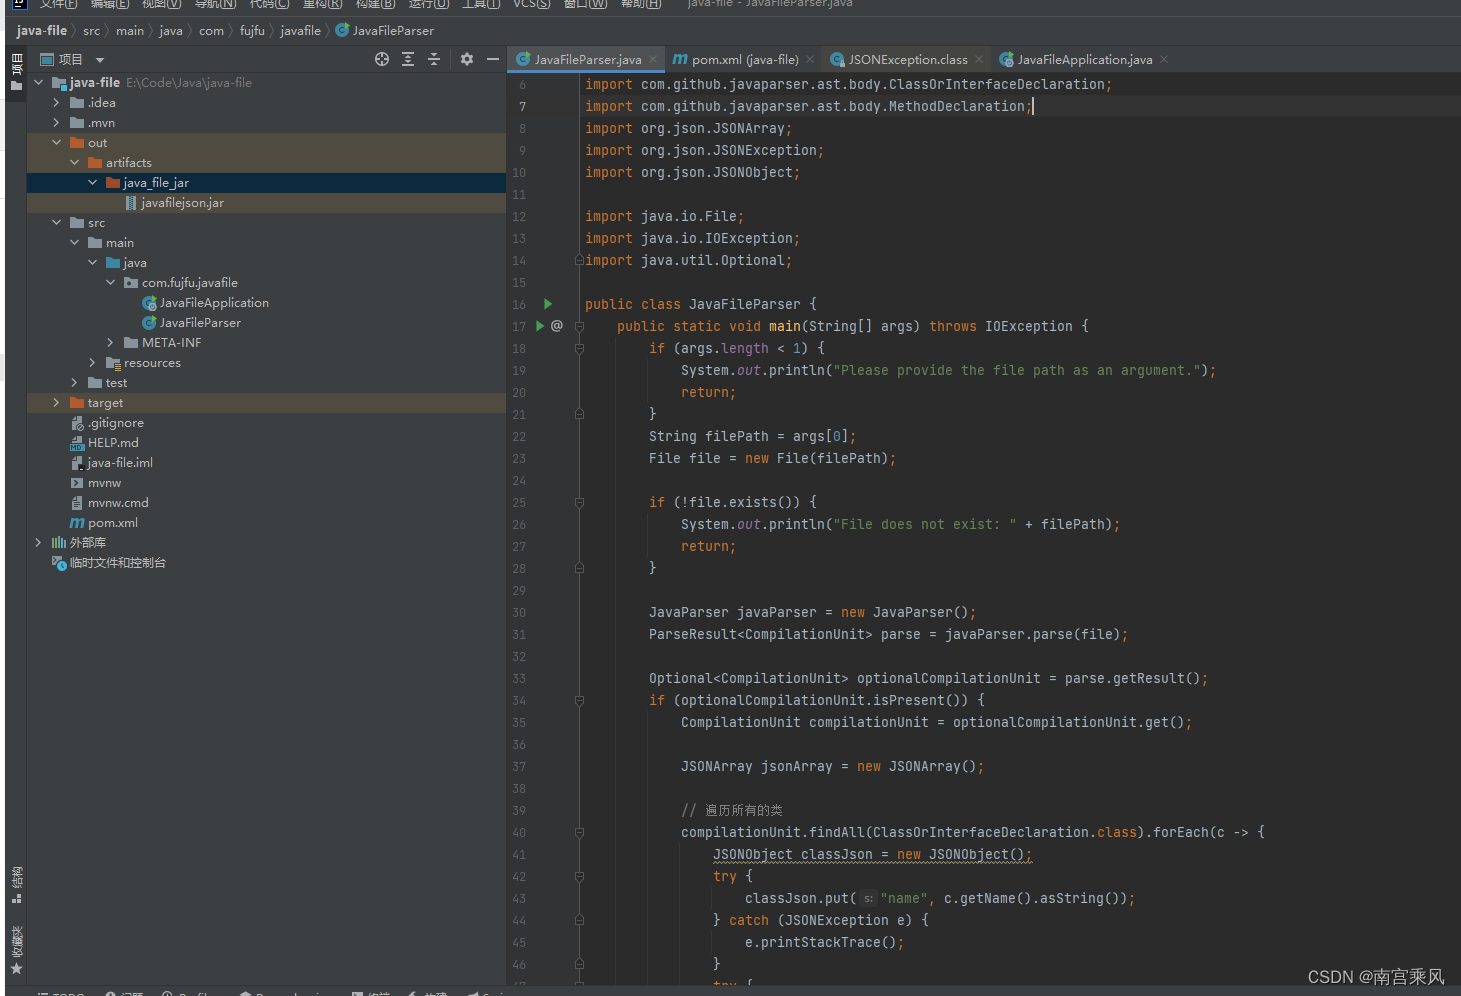 文件(F) 编辑(E) 视图(V) 导航(N) 代码(C) 重构(R) 构建(B) 运行(U) 工具(T) VCS(S) 窗口(W) 帮助(H) java-file - JavaFileParser.java
java-file src main java com fujfu javafile JavaFileParser
项目
项目
JavaFileParser.java pom.xml (java-file) JSONException.class JavaFileApplication.java
java-file E:\Code\Java\java-file
.idea
.mvn
out
artifacts
java_file_jar
javafilejson.jar
src
main
java
com.fujfu.javafile
JavaFileApplication
JavaFileParser
META-INF
resources
test
target
.gitignore
HELP.md
java-file.iml
mvnw
mvnw.cmd
pom.xml
外部库
临时文件和控制台
结构
收藏夹
6 import com.github.javaparser.ast.body.ClassOrInterfaceDeclaration;
7 import com.github.javaparser.ast.body.MethodDeclaration;
8 import org.json.JSONArray;
9 import org.json.JSONException;
10 import org.json.JSONObject;
11
12 import java.io.File;
13 import java.io.IOException;
14 import java.util.Optional;
15
16 public class JavaFileParser {
17 @ public static void main(String[] args) throws IOException {
18 if (args.length < 1) {
19 System.out.println("Please provide the file path as an argument.");
20 return;
21 }
22 String filePath = args[0];
23 File file = new File(filePath);
24
25 if (!file.exists()) {
26 System.out.println("File does not exist: " + filePath);
27 return;
28 }
29
30 JavaParser javaParser = new JavaParser();
31 ParseResult<CompilationUnit> parse = javaParser.parse(file);
32
33 Optional<CompilationUnit> optionalCompilationUnit = parse.getResult();
34 if (optionalCompilationUnit.isPresent()) {
35 CompilationUnit compilationUnit = optionalCompilationUnit.get();
36
37 JSONArray jsonArray = new JSONArray();
38
39 // 遍历所有的类
40 compilationUnit.findAll(ClassOrInterfaceDeclaration.class).forEach(c -> {
41 JSONObject classJson = new JSONObject();
42 try {
43 classJson.put( s: "name", c.getName().asString());
44 } catch (JSONException e) {
45 e.printStackTrace();
46 }
try {
TODO 问题 终端 构建
CSDN @南宫乘风